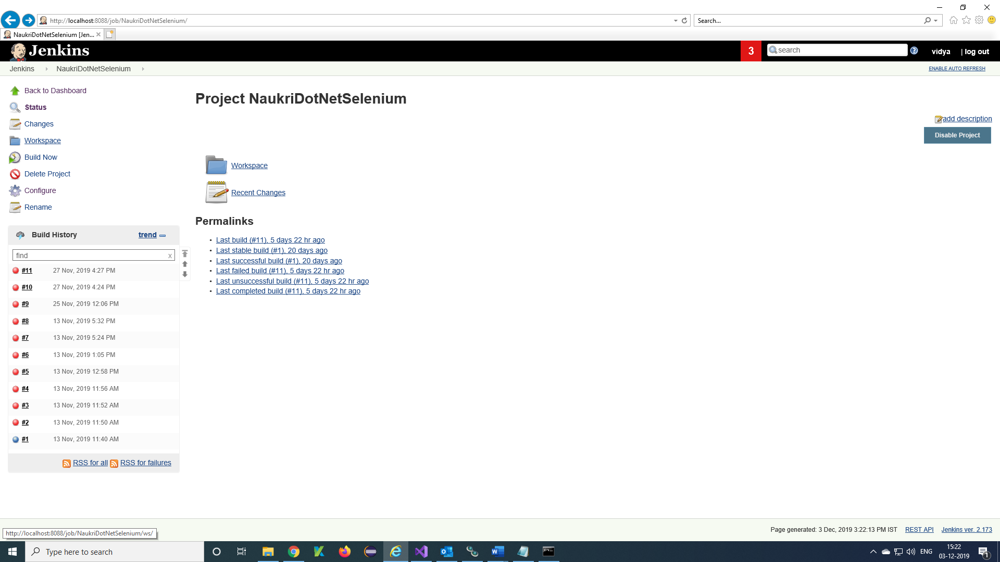 http://localhost:8088/job/NaukriDotNetSelenium/
Search...
NaukriDotNetSelenium [Jen...
Jenkins
3
search
vidya
| log out
Jenkins
NaukriDotNetSelenium
ENABLE AUTO REFRESH
Back to Dashboard
Status
Changes
Workspace
Build Now
Delete Project
Configure
Rename
Project NaukriDotNetSelenium
add description
Disable Project
Workspace
Recent Changes
Permalinks
Last build (#11), 5 days 22 hr ago
Last stable build (#1), 20 days ago
Last successful build (#1), 20 days ago
Last failed build (#11), 5 days 22 hr ago
Last unsuccessful build (#11), 5 days 22 hr ago
Last completed build (#11), 5 days 22 hr ago
Build History
trend
find
x
#11 27 Nov, 2019 4:27 PM
#10 27 Nov, 2019 4:24 PM
#9 25 Nov, 2019 12:06 PM
#8 13 Nov, 2019 5:32 PM
#7 13 Nov, 2019 5:24 PM
#6 13 Nov, 2019 1:05 PM
#5 13 Nov, 2019 12:58 PM
#4 13 Nov, 2019 11:56 AM
#3 13 Nov, 2019 11:52 AM
#2 13 Nov, 2019 11:50 AM
#1 13 Nov, 2019 11:40 AM
RSS for all RSS for failures
Page generated: 3 Dec, 2019 3:22:13 PM IST REST API Jenkins ver. 2.173
http://localhost:8088/job/NaukriDotNetSelenium/ws/
Type here to search
ENG
15:22
03-12-2019
1